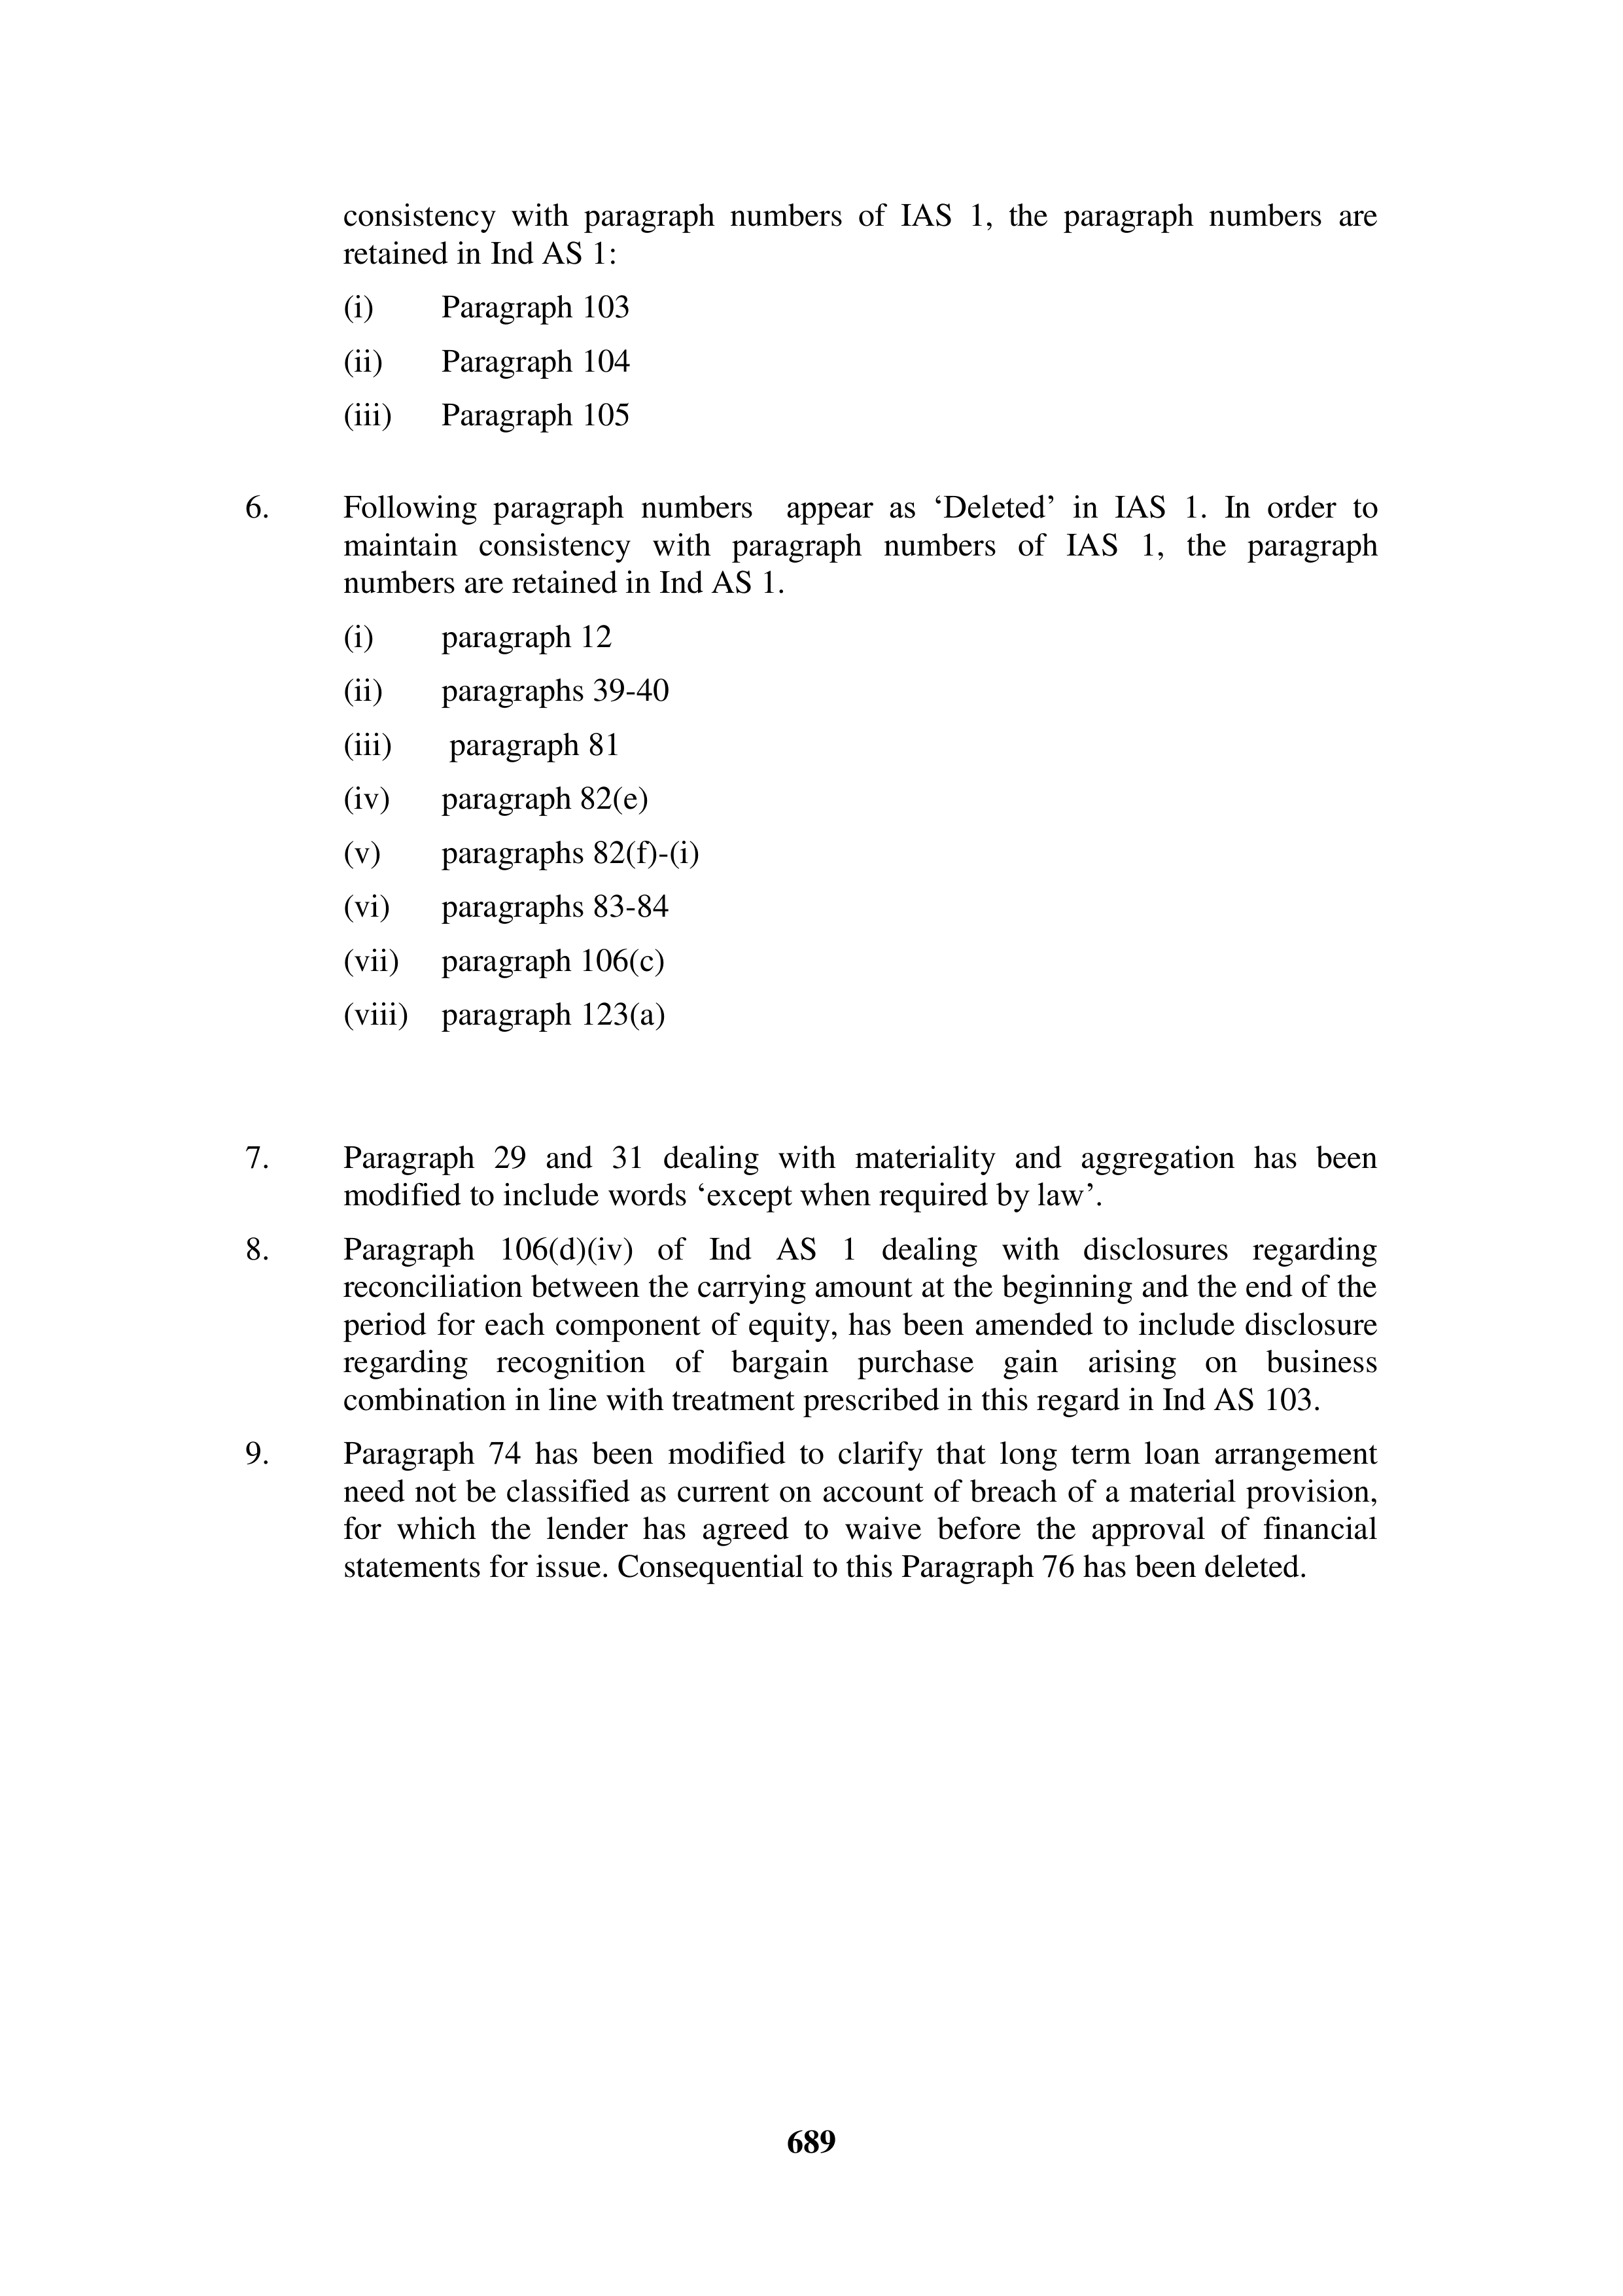 consistency with paragraph numbers of IAS 1, the paragraph numbers are
retained in Ind AS 1:
(i) Paragraph 103
(ii) Paragraph 104
(iii) Paragraph 105
6. Following paragraph numbers appear as ‘Deleted’ in IAS 1. In order to
maintain consistency with paragraph numbers of IAS 1, the paragraph
numbers are retained in Ind AS 1.
(i) paragraph 12
(ii) paragraphs 39-40
(iii) paragraph 81
(iv) paragraph 82(e)
(v) paragraphs 82(f)-(i)
(vi) paragraphs 83-84
(vii) paragraph 106(c)
(viii) paragraph 123(a)
7. Paragraph 29 and 31 dealing with materiality and aggregation has been
modified to include words ‘except when required by law’.
8. Paragraph 106(d)(iv) of Ind AS 1 dealing with disclosures regarding
reconciliation between the carrying amount at the beginning and the end of the
period for each component of equity, has been amended to include disclosure
regarding recognition of bargain purchase gain arising on business
combination in line with treatment prescribed in this regard in Ind AS 103.
9. Paragraph 74 has been modified to clarify that long term loan arrangement
need not be classified as current on account of breach of a material provision,
for which the lender has agreed to waive before the approval of financial
statements for issue. Consequential to this Paragraph 76 has been deleted.
689